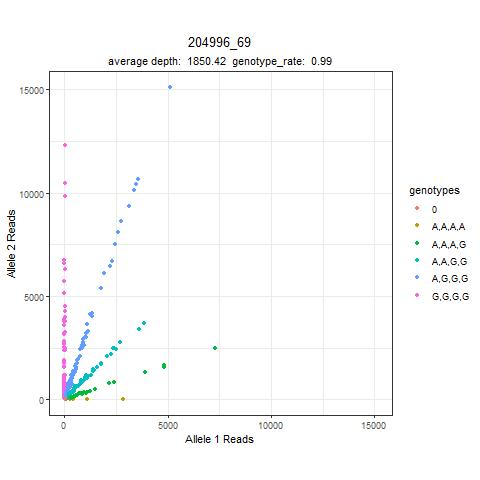 204996_69
average depth:  1850.42  genotype_rate:  0.99
15000
10000
5000
0
Allele 2 Reads
0
5000
10000
15000
Allele 1 Reads
genotypes
0
A,A,A,A
A,A,A,G
A,A,G,G
A,G,G,G
G,G,G,G